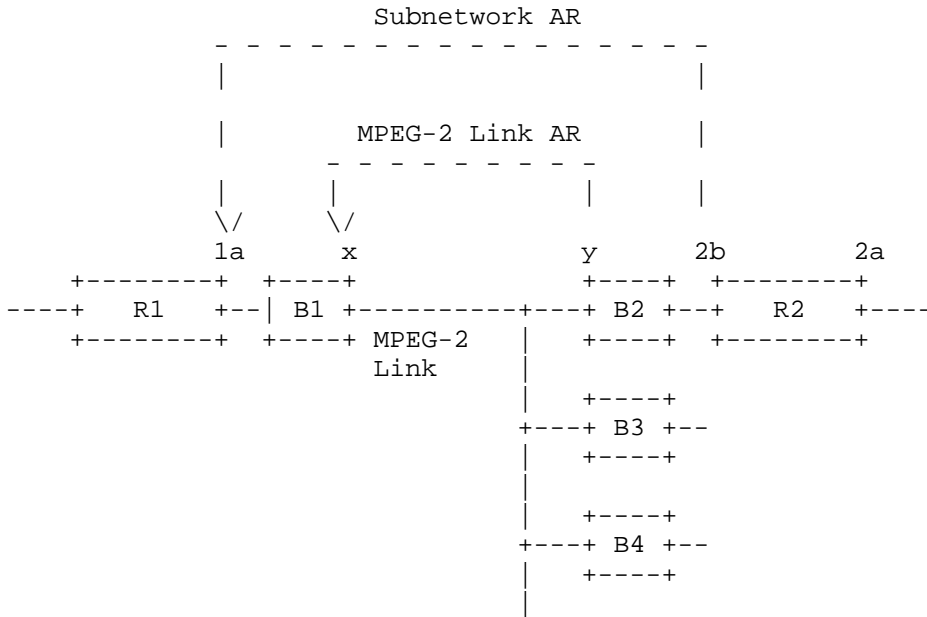 Subnetwork AR
MPEG-2 Link AR
1a x y 2b 2a
R1 B1 B2 R2
MPEG-2
Link
B3
B4